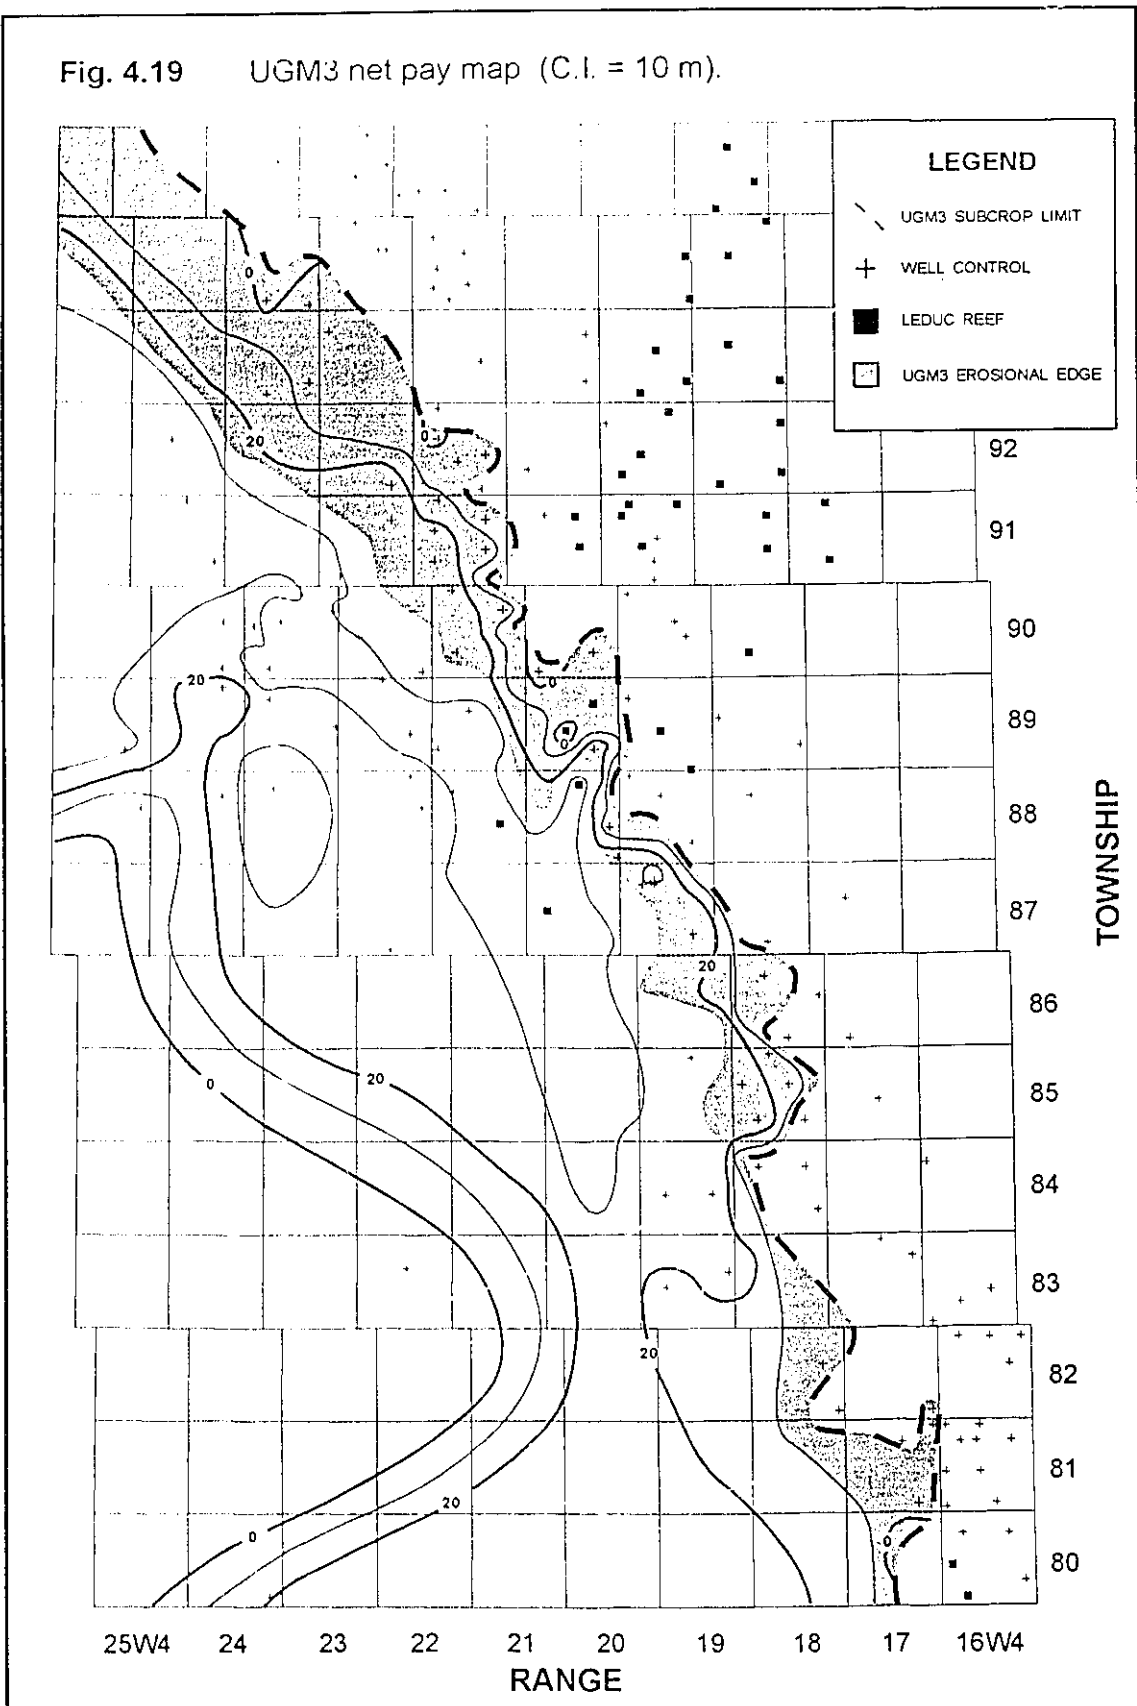 Fig. 4.19 UGM3 net pay map (C.I. = 10 m).
LEGEND
UGM3 SUBCROP LIMIT
WELL CONTROL
LEDUC REEF
UGM3 EROSIONAL EDGE
0
0
20
92
91
90
0
20
89
0
88
87
20
86
20
0
85
84
83
20
82
81
20
0
0
80
TOWNSHIP
25W4 24 23 22 21 20 19 18 17 16W4
RANGE